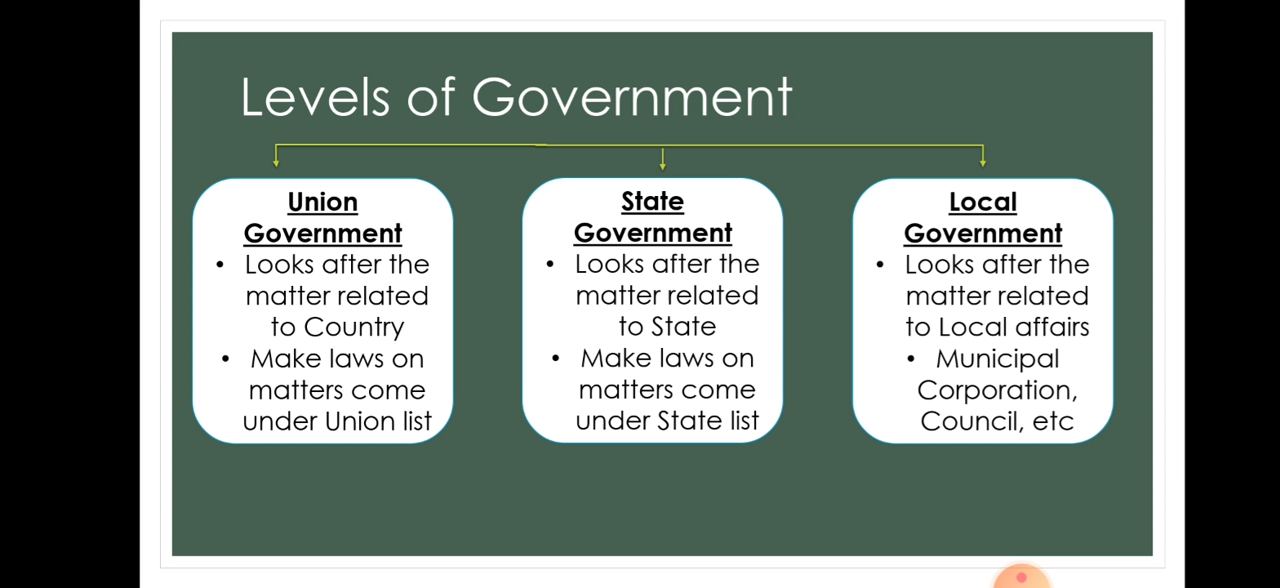 Levels of Government
Union
Government
• Looks after the
matter related
to Country
• Make laws on
matters come
under Union list
State
Government
• Looks after the
matter related
to State
• Make laws on
matters come
under State list
Local
Government
• Looks after the
matter related
to Local affairs
• Municipal
Corporation,
Council, etc